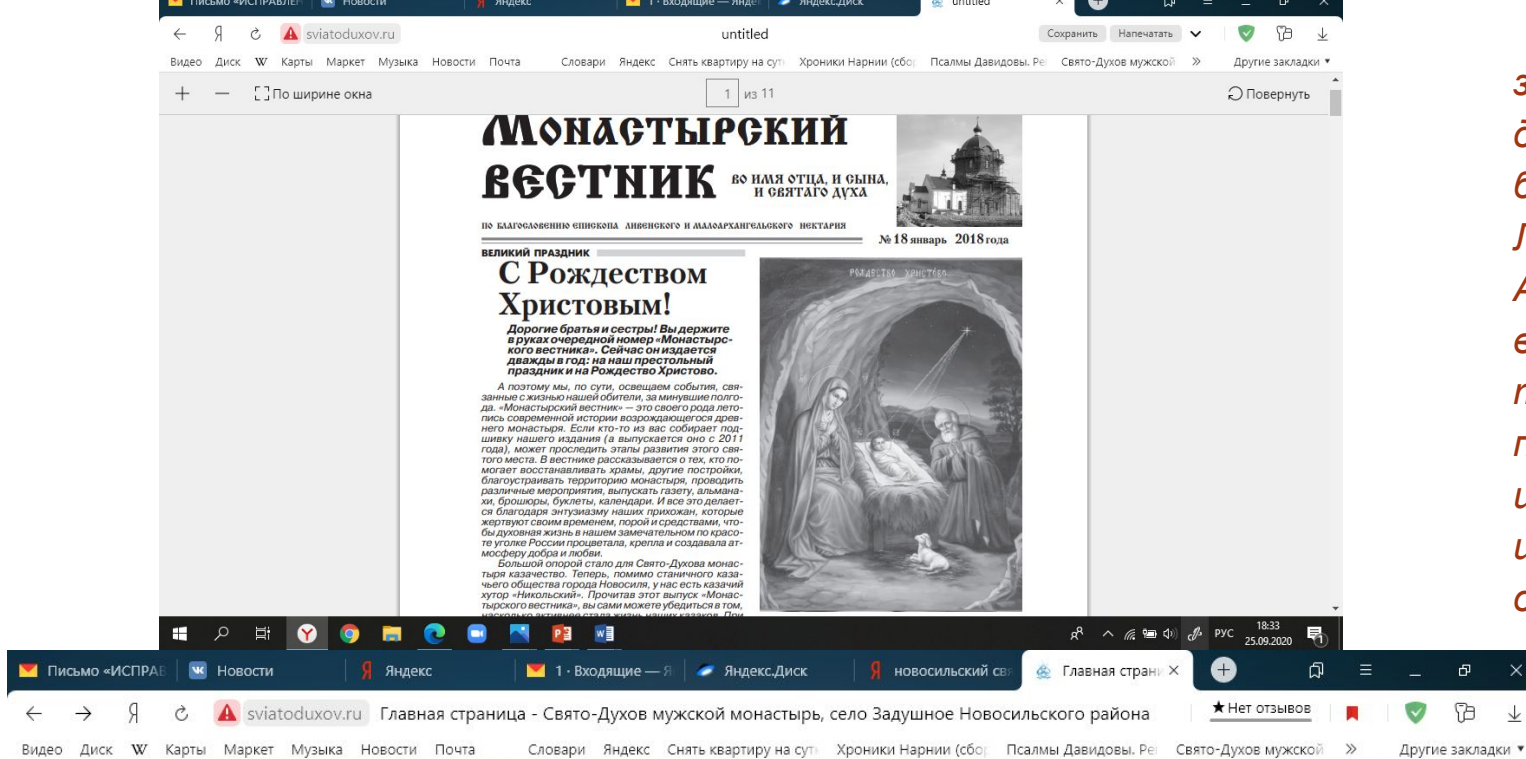 Письмо «ИСПРАВЛЕН
Новости
Яндекс
1 · Входящие — Яндек
Яндекс.Диск
untitled
sviatoduxov.ru
untitled
Сохранить
Напечатать
Видео Диск W Карты Маркет Музыка Новости Почта Словари Яндекс Снять квартиру на сут Хроники Нарнии (сбор Псалмы Давидовы. Ре Свято-Духов мужской » Другие закладки
По ширине окна
1 из 11
Повернуть
МОНАСТЫРСКИЙ
ВЕСТНИК
ВО ИМЯ ОТЦА, И СЫНА,
И СВЯТАГО ДУХА
ПО БЛАГОСЛОВЕНИЮ ЕПИСКОПА ЛИВЕНСКОГО И МАЛОАРХАНГЕЛЬСКОГО НЕКТАРИЯ
№ 18 январь 2018 года
ВЕЛИКИЙ ПРАЗДНИК
С Рождеством
Христовым!
РОЖДЕСТВО ХРИСТОВО
Дорогие братья и сестры! Вы держите
в руках очередной номер «Монастырс-
кого вестника». Сейчас он издается
дважды в год: на наш престольный
праздник и на Рождество Христово.
А поэтому мы, по сути, освещаем события, свя-
занные с жизнью нашей обители, за минувшие полго-
да. «Монастырский вестник» — это своего рода лето-
пись современной истории возрождающегося древ-
него монастыря. Если кто-то из вас собирает под-
шивку нашего издания (а выпускается оно с 2011
года), может проследить этапы развития этого свя-
того места. В вестнике рассказывается о тех, кто по-
могает восстанавливать храмы, другие постройки,
благоустраивать территорию монастыря, проводить
различные мероприятия, выпускать газету, альмана-
хи, брошюры, буклеты, календари. И все это делает-
ся благодаря энтузиазму наших прихожан, которые
жертвуют своим временем, порой и средствами, что-
бы духовная жизнь в нашем замечательном по красо-
те уголке России процветала, крепла и создавала ат-
мосферу добра и любви.
Большой опорой стало для Свято-Духова монас-
тыря казачество. Теперь, помимо станичного каза-
чьего общества города Новосиля, у нас есть казачий
хутор «Никольский». Прочитав этот выпуск «Монас-
тырского вестника», вы сами можете убедиться в том,
насколько активнее стала жизнь наших казаков. При
РУС
18:33
25.09.2020
Письмо «ИСПРАВ
Новости
Яндекс
1 · Входящие — Я
Яндекс.Диск
новосильский свя
Главная страни
sviatoduxov.ru Главная страница - Свято-Духов мужской монастырь, село Задушное Новосильского района
Нет отзывов
Видео Диск W Карты Маркет Музыка Новости Почта Словари Яндекс Снять квартиру на сут Хроники Нарнии (сбор Псалмы Давидовы. Ре Свято-Духов мужской » Другие закладки